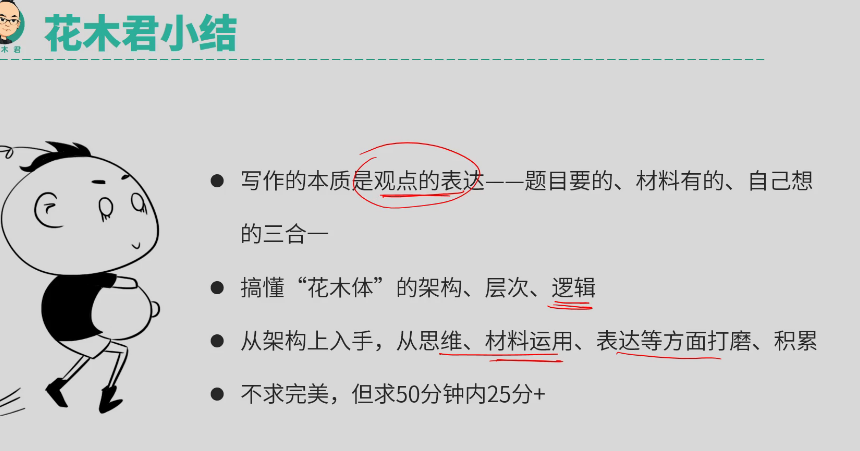 花木君小结
木 君
写作的本质是观点的表达——题目要的、材料有的、自己想
的三合一
搞懂“花木体”的架构、层次、逻辑
从架构上入手，从思维、材料运用、表达等方面打磨、积累
不求完美，但求50分钟内25分+